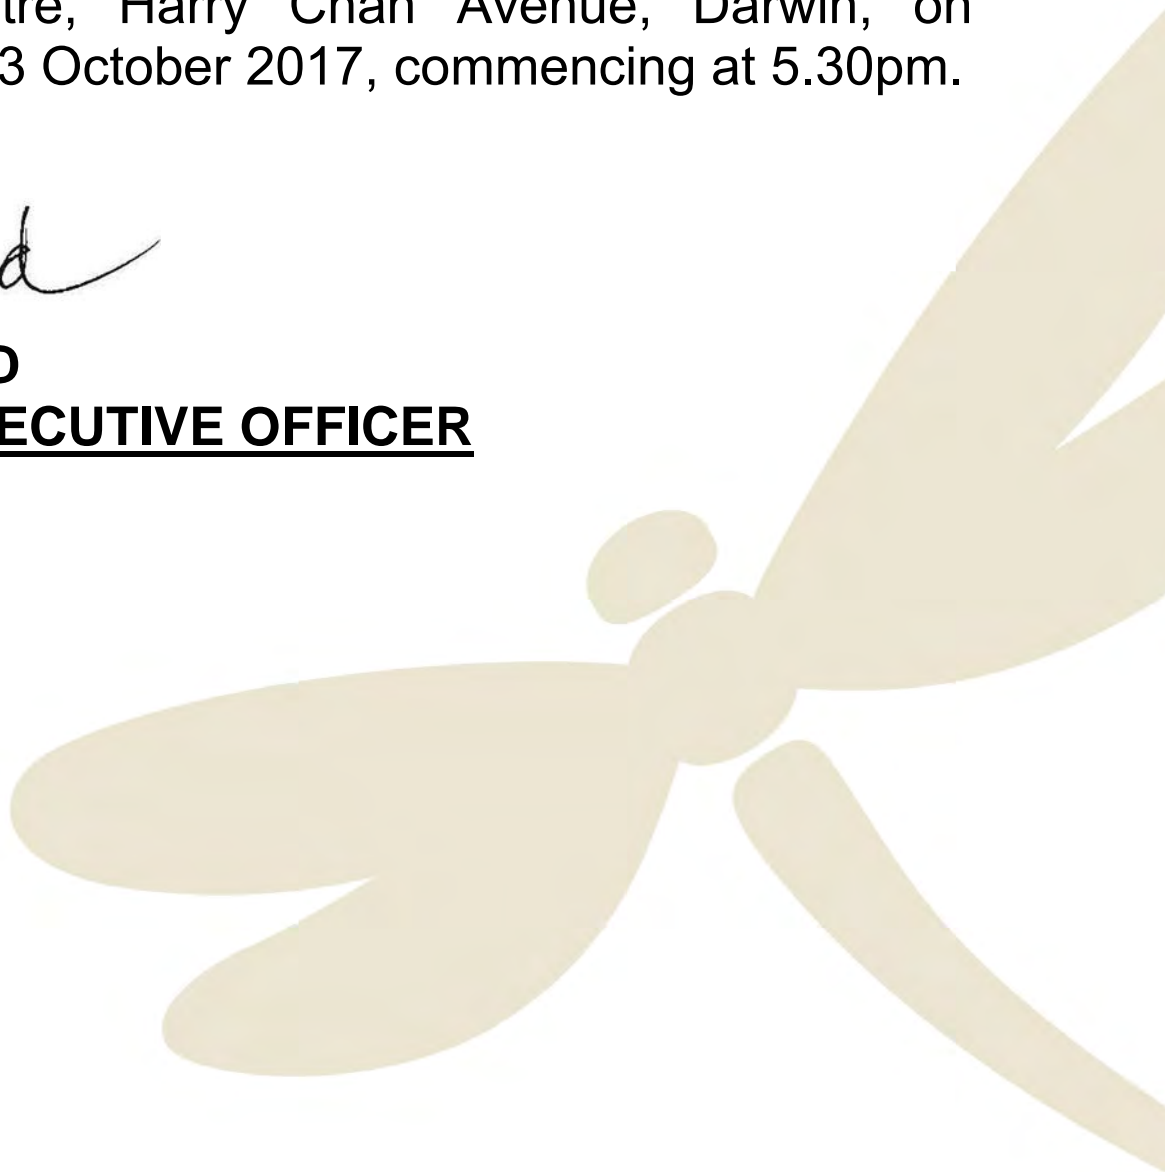 tre, Harry Chan Avenue, Darwin, on
3 October 2017, commencing at 5.30pm.
d
D
ECUTIVE OFFICER